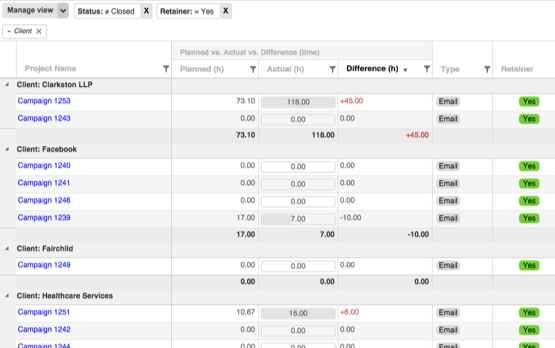 Manage view Status: ≠ Closed X Retainer: = Yes X
Client ×
Planned vs. Actual vs. Difference (time)
Project Name Planned (h) Actual (h) Difference (h) Type Retainer
Client: Clarkston LLP
Campaign 1253 73.10 118.00 +45.00 Email Yes
Campaign 1243 0.00 0.00 0.00 Email Yes
73.10 118.00 +45.00
Client: Facebook
Campaign 1240 0.00 0.00 0.00 Email Yes
Campaign 1241 0.00 0.00 0.00 Email Yes
Campaign 1246 0.00 0.00 0.00 Email Yes
Campaign 1239 17.00 7.00 -10.00 Email Yes
17.00 7.00 -10.00
Client: Fairchild
Campaign 1249 0.00 0.00 0.00 Email Yes
0.00 0.00 0.00
Client: Healthcare Services
Campaign 1251 10.67 16.00 +6.00 Email Yes
Campaign 1242 0.00 0.00 0.00 Email Yes
Campaign 1244 0.00 0.00 0.00 Email Yes